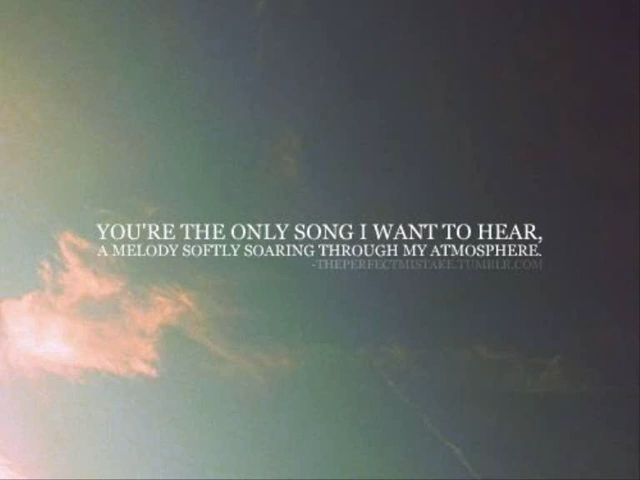 YOU'RE THE ONLY SONG I WANT TO HEAR,
A MELODY SOFTLY SOARING THROUGH MY ATMOSPHERE.
-THEPERFECTMISTAKE.TUMBLR.COM